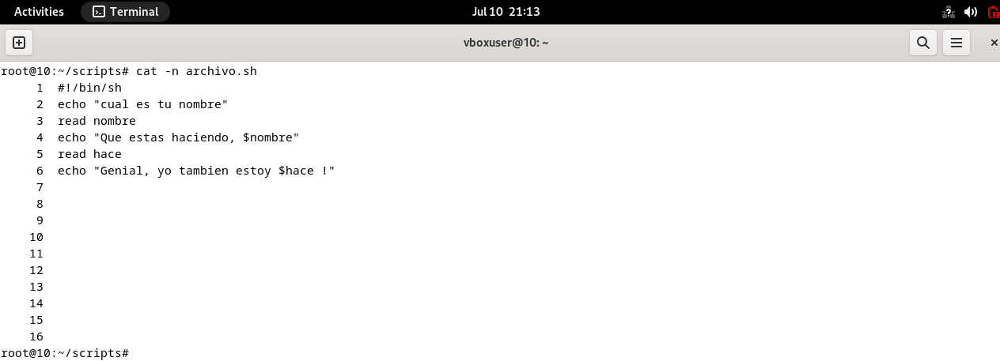 Activities Terminal Jul 10 21:13
vboxuser@10: ~
root@10:~/scripts# cat -n archivo.sh
1 #!/bin/sh
2 echo "cual es tu nombre"
3 read nombre
4 echo "Que estas haciendo, $nombre"
5 read hace
6 echo "Genial, yo tambien estoy $hace !"
7
8
9
10
11
12
13
14
15
16
root@10:~/scripts#